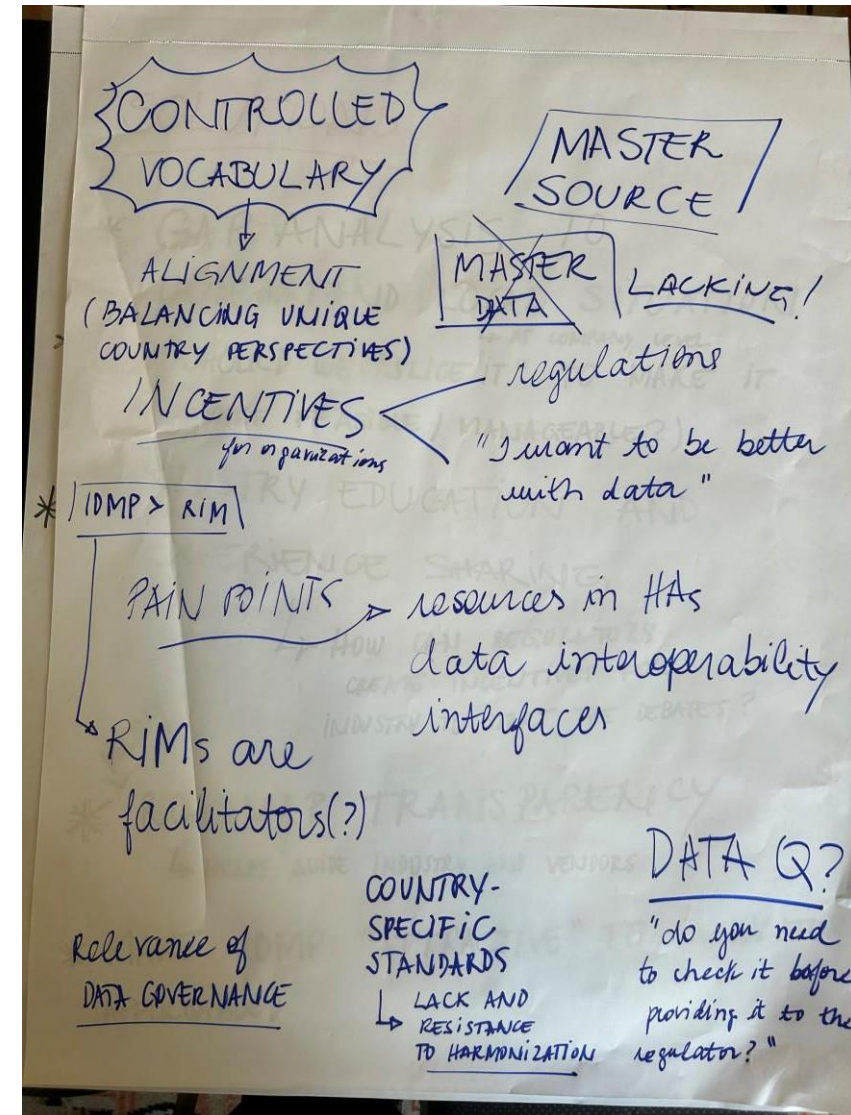 CONTROLLED
VOCABULARY
ALIGNMENT
(BALANCING UNIQUE
COUNTRY PERSPECTIVES)
MASTER
SOURCE
MASTER
DATA
LACKING!
INCENTIVES
for organizations
regulations
"I want to be better
with data"
* IDMP > RIM
PAIN POINTS
resources in HAs
data interoperability
interfaces
RIMs are
facilitators(?)
Relevance of
DATA GOVERNANCE
COUNTRY-
SPECIFIC
STANDARDS
LACK AND
RESISTANCE
TO HARMONIZATION
DATA Q?
"do you need
to check it before
providing it to the
regulator?"